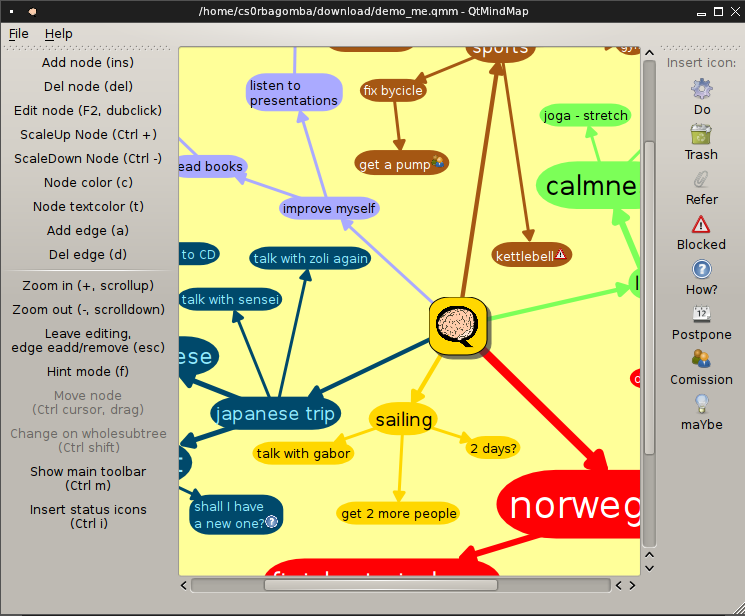 /home/cs0rbagomba/download/demo_me.qmm - QtMindMap
File Help
Add node (ins)
Del node (del)
Edit node (F2, dubclick)
ScaleUp Node (Ctrl +)
ScaleDown Node (Ctrl -)
Node color (c)
Node textcolor (t)
Add edge (a)
Del edge (d)
Zoom in (+, scrollup)
Zoom out (-, scrolldown)
Leave editing,
edge eadd/remove (esc)
Hint mode (f)
Move node
(Ctrl cursor, drag)
Change on wholesubtree
(Ctrl shift)
Show main toolbar
(Ctrl m)
Insert status icons
(Ctrl i)
sports
listen to
presentations
fix bycicle
joga - stretch
get a pump
ead books
calmne
improve myself
to CD
talk with zoli again
kettlebell
talk with sensei
ese
japanese trip
sailing
talk with gabor
2 days?
shall I have
a new one?
get 2 more people
norweg
Insert icon:
Do
Trash
Refer
Blocked
How?
12
Postpone
Comission
maYbe